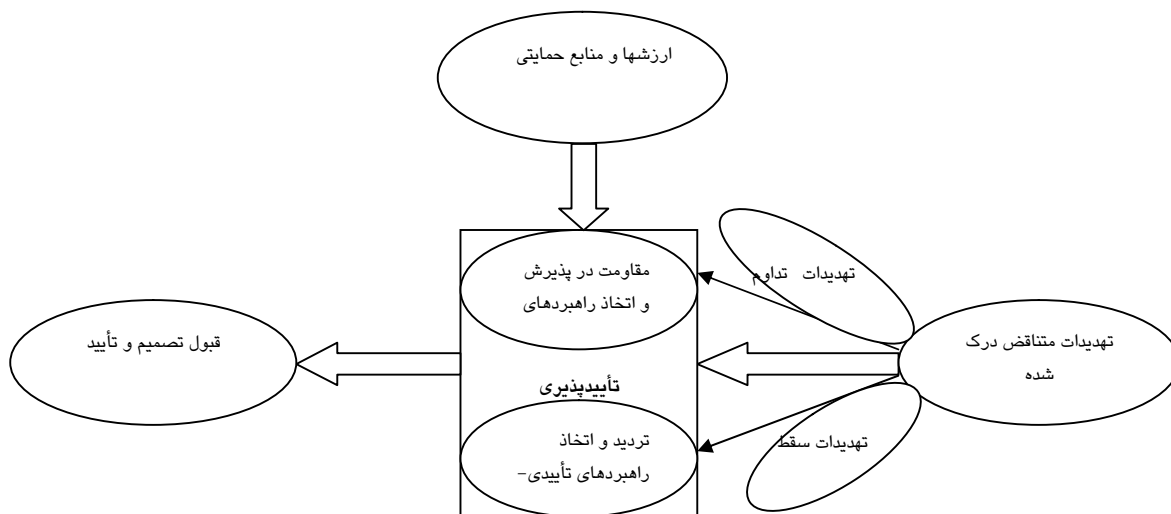 ارزشها و منابع حمایتی
مقاومت در پذیرش
و اتخاذ راهبردهای
تهدیدات تداوم
تهدیدات متناقض درک
شده
قبول تصمیم و تأیید
تأییدپذیری
تردید و اتخاذ
راهبردهای تأییدی–
تهدیدات سقط